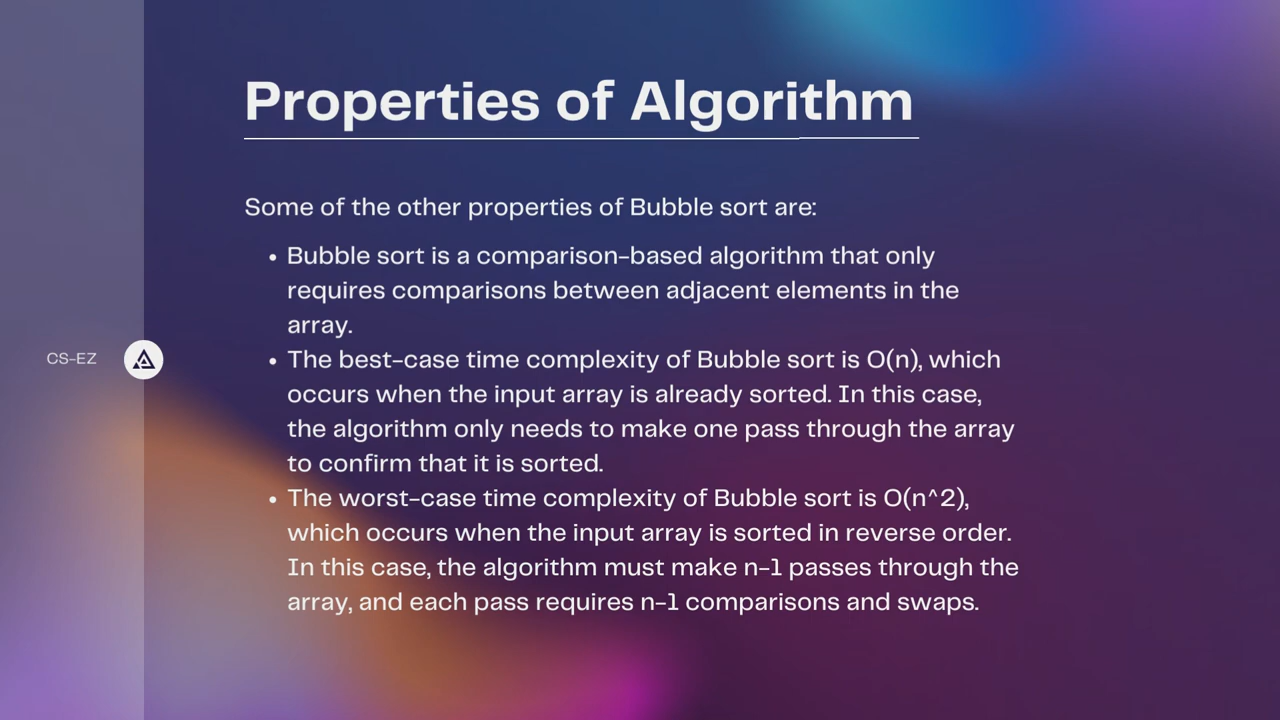 Properties of Algorithm
Some of the other properties of Bubble sort are:
• Bubble sort is a comparison-based algorithm that only
requires comparisons between adjacent elements in the
array.
• The best-case time complexity of Bubble sort is O(n), which
occurs when the input array is already sorted. In this case,
the algorithm only needs to make one pass through the array
to confirm that it is sorted.
• The worst-case time complexity of Bubble sort is O(n^2),
which occurs when the input array is sorted in reverse order.
In this case, the algorithm must make n-1 passes through the
array, and each pass requires n-1 comparisons and swaps.
CS-EZ